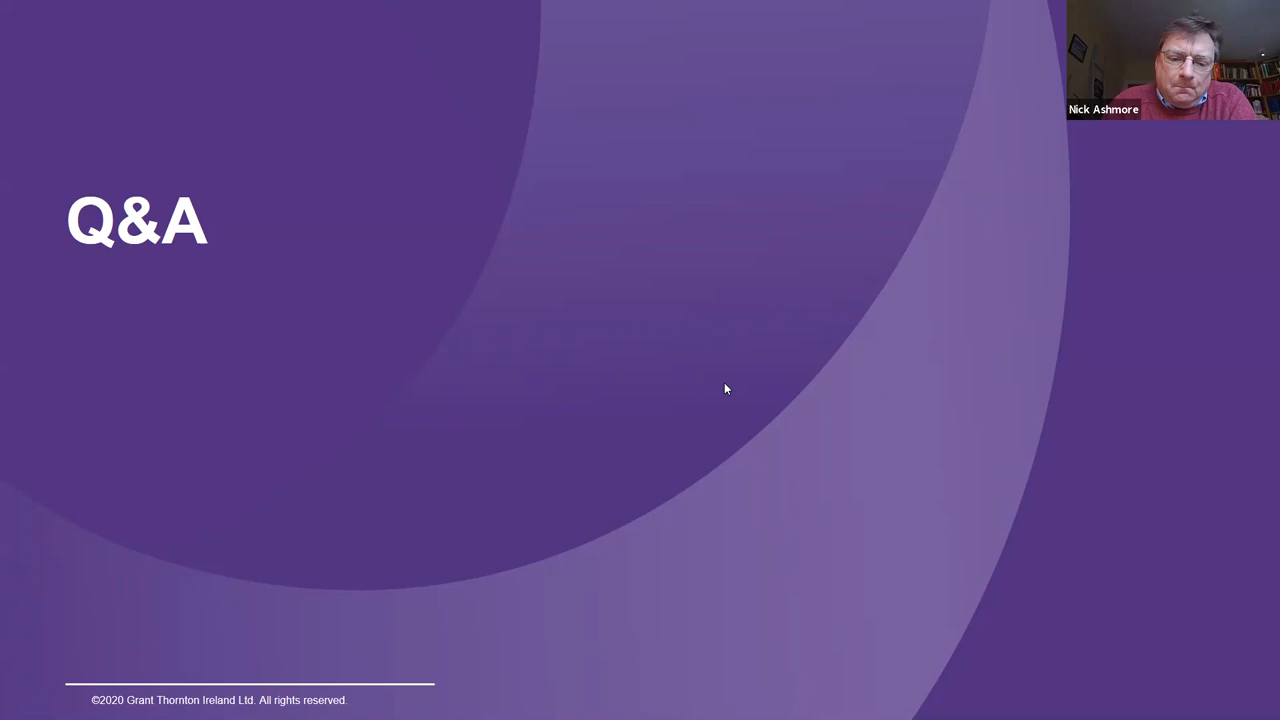 Nick Ashmore
Q&A
©2020 Grant Thornton Ireland Ltd. All rights reserved.